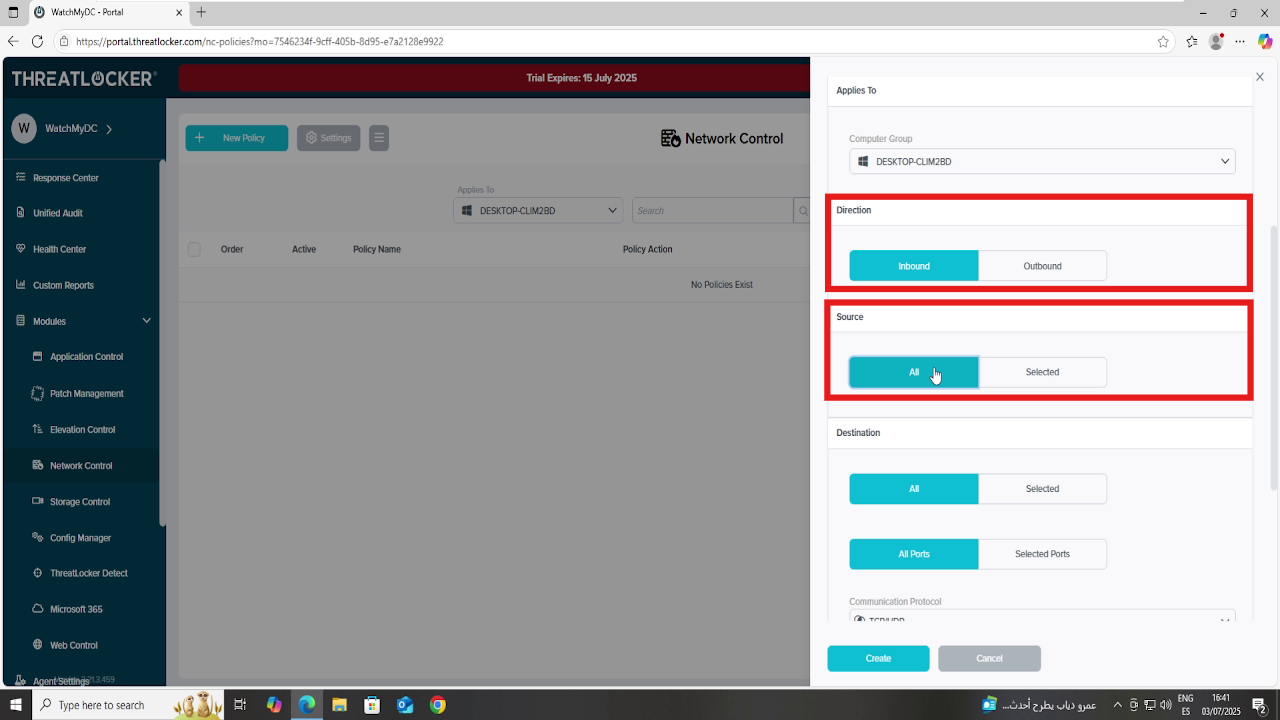 WatchMyDC - Portal.threatlocker.
https://portal.threatlocker.com/nc-policies?mo=7546234f-9cff-405b-8d95-e7a2128e9922
THREATLOCKER
Trial Expires: 15 July 2025
W WatchMyDC
Response Center
Unified Audit
Health Center
Custom Reports
Modules
Application Control
Patch Management
Elevation Control
Network Control
Storage Control
Config Manager
ThreatLocker Detect
Microsoft 365
Web Control
Agent Settings
New Policy
Settings
Network Control
Applies To
DESKTOP-CLIM2BD
Search
Order Active Policy Name Policy Action
No Policies Exist
X
Applies To
Computer Group
DESKTOP-CLIM2BD
Direction
Inbound Outbound
Source
All Selected
Destination
All Selected
All Ports Selected Ports
Communication Protocol
TCP/UDP
Create Cancel
Type here to search
ENG
ES
16:41
03/07/2025